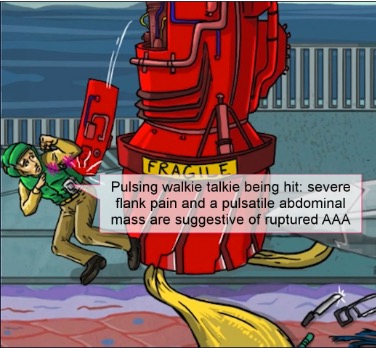 FRAGILE
Pulsing walkie talkie being hit: severe
flank pain and a pulsatile abdominal
mass are suggestive of ruptured AAA